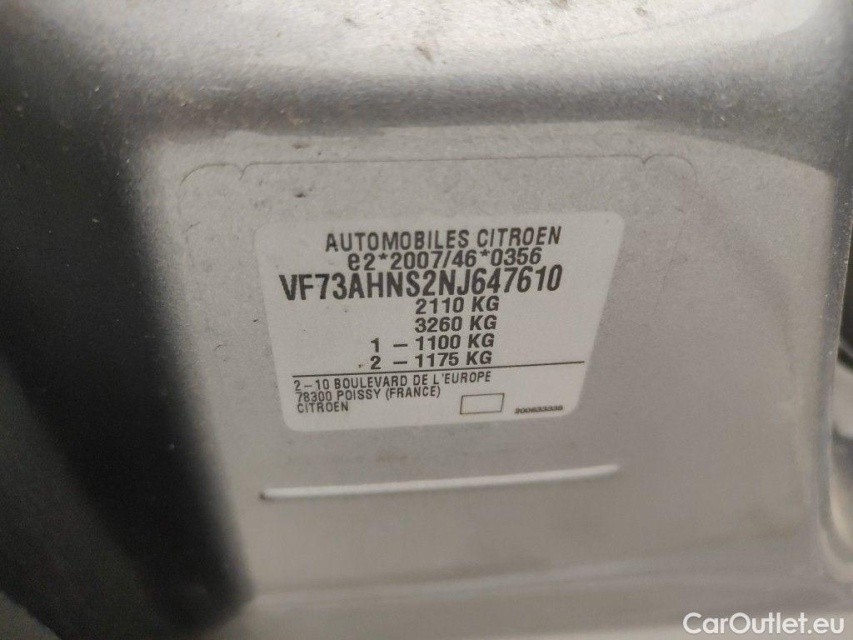 AUTOMOBILES CITROEN
e2*2007/46*0356
VF73AHNS2NJ647610
2110 KG
3260 KG
1 - 1100 KG
2 - 1175 KG
2-10 BOULEVARD DE L'EUROPE
78300 POISSY (FRANCE)
CITROEN
CarOutlet.eu